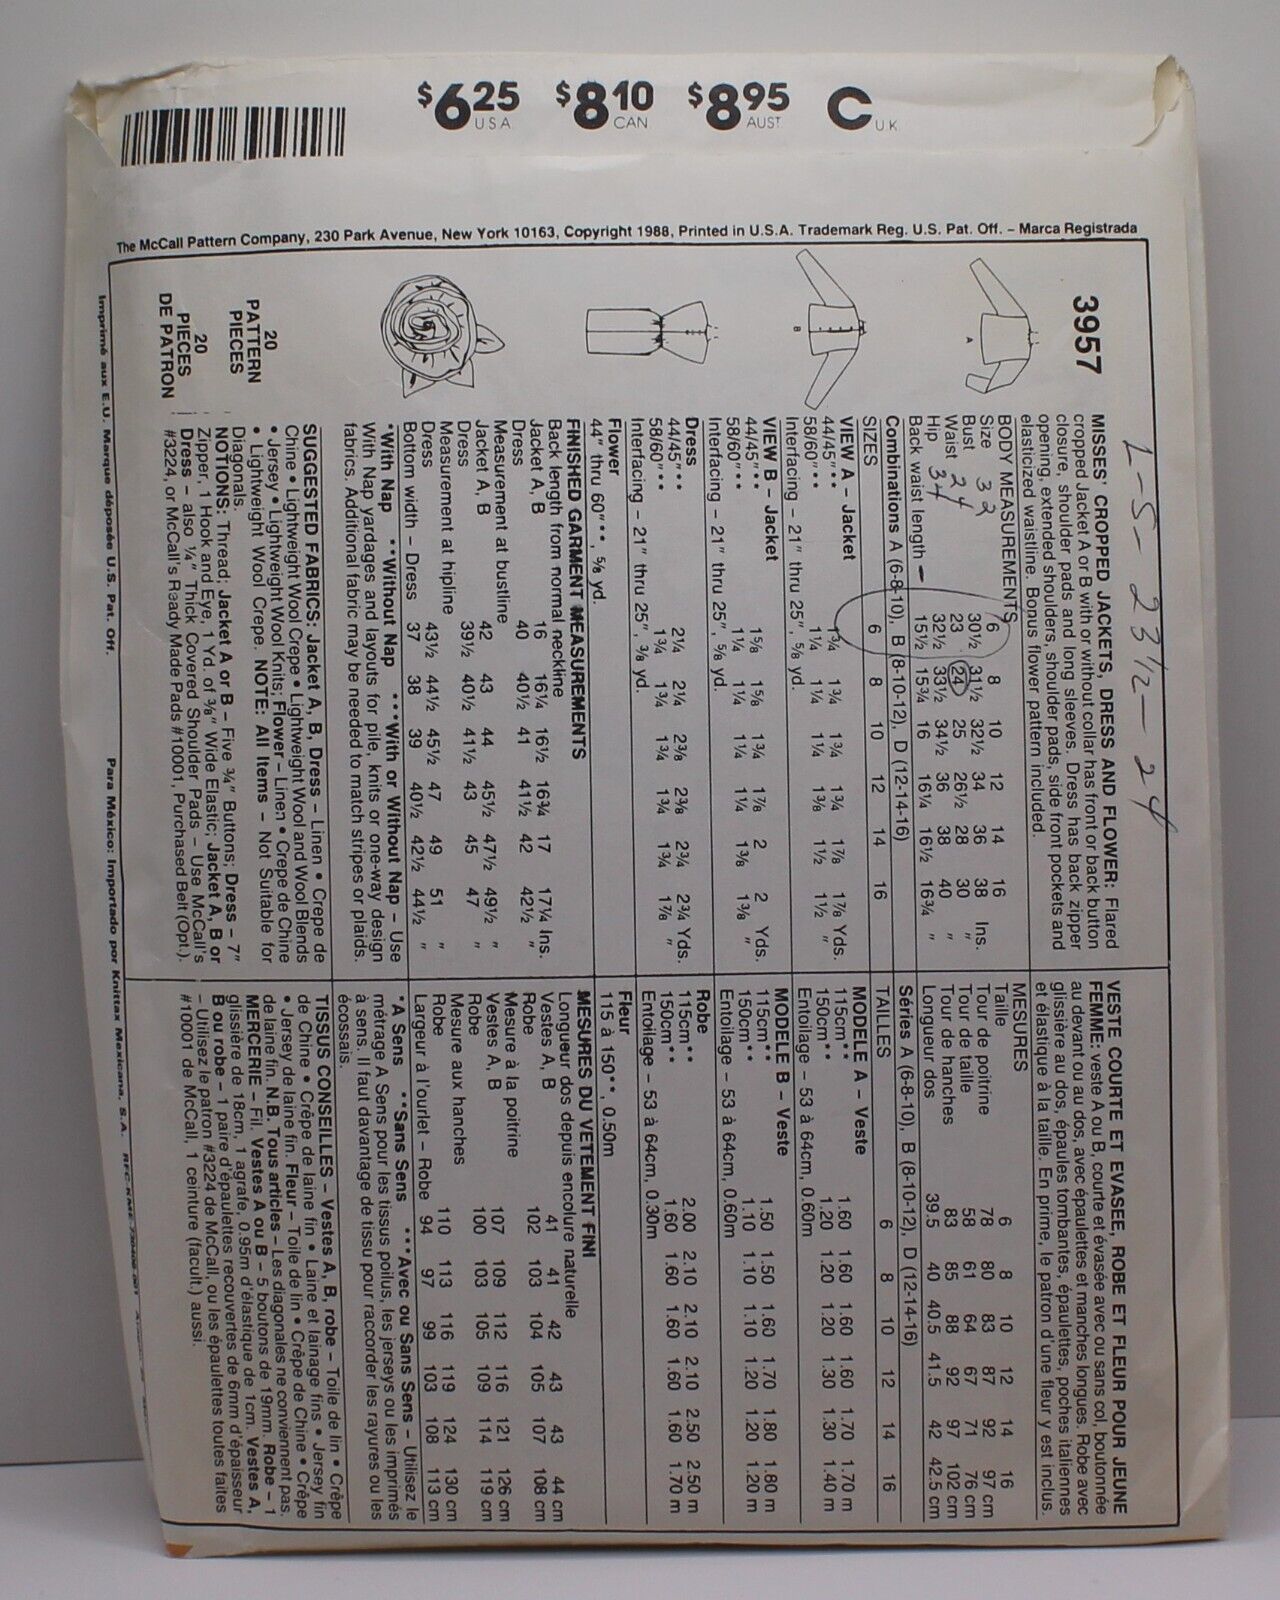 $6.25 U.S.A. $8.10 CAN. $8.95 AUST. C U.K.
The McCall Pattern Company, 230 Park Avenue, New York 10163, Copyright 1988, Printed in U.S.A. Trademark Reg. U.S. Pat. Off. – Marca Registrada
L-S- 23½ - 24
3957
A
B
20
PATTERN
PIECES
20
PIECES
DE PATRON
MISSES' CROPPED JACKETS, DRESS AND FLOWER: Flared
cropped Jacket A or B with or without collar has front or back button
closure, shoulder pads and long sleeves. Dress has back zipper
opening, extended shoulders, shoulder pads, side front pockets and
elasticized waistline. Bonus flower pattern included.
BODY MEASUREMENTS
Size 6 8 10 12 14 16
Bust 32 30½ 31½ 32½ 34 36 38 Ins.
Waist 24 23 24 25 26½ 28 30 "
Hip 34 32½ 33½ 34½ 36 38 40 "
Back waist length 15½ 15¾ 16 16¼ 16½ 16¾ "
Combinations A (6-8-10), B (8-10-12), D (12-14-16)
SIZES 6 8 10 12 14 16
VIEW A – Jacket
44/45"** 1¾ 1¾ 1¾ 1¾ 1⅞ 1⅞ Yds.
58/60"** 1¼ 1¼ 1¼ 1⅜ 1½ 1½ "
Interfacing – 21" thru 25", ⅝ yd.
VIEW B – Jacket
44/45"** 1⅝ 1⅝ 1¾ 1⅞ 2 2 Yds.
58/60"** 1¼ 1¼ 1¼ 1¼ 1⅜ 1⅜ "
Interfacing – 21" thru 25", ⅝ yd.
Dress
44/45"** 2¼ 2¼ 2⅜ 2⅜ 2¾ 2¾ Yds.
58/60"** 1¾ 1¾ 1¾ 1¾ 1¾ 1⅞ "
Interfacing – 21" thru 25", ⅜ yd.
Flower
44" thru 60"**, ⅝ yd.
FINISHED GARMENT MEASUREMENTS
Back length from normal neckline
Jacket A, B 16 16¼ 16½ 16¾ 17 17¼ Ins.
Dress 40 40½ 41 41½ 42 42½ "
Measurement at bustline
Jacket A, B 42 43 44 45½ 47½ 49½ "
Dress 39½ 40½ 41½ 43 45 47 "
Measurement at hipline
Dress 43½ 44½ 45½ 47 49 51 "
Bottom width – Dress 37 38 39 40½ 42½ 44½ "
*With Nap **Without Nap ***With or Without Nap – Use
With Nap yardages and layouts for pile, knits or one-way design
fabrics. Additional fabric may be needed to match stripes or plaids.
SUGGESTED FABRICS: Jacket A, B, Dress – Linen • Crepe de
Chine • Lightweight Wool Crepe • Lightweight Wool and Wool Blends
• Jersey • Lightweight Wool Knits; Flower – Linen • Crepe de Chine
• Lightweight Wool Crepe. NOTE: All Items – Not Suitable for
Diagonals.
NOTIONS: Thread; Jacket A or B – Five ¾" Buttons; Dress – 7"
Zipper, 1 Hook and Eye, 1 Yd. of ⅜" Wide Elastic; Jacket A, B or
Dress – also ¼" Thick Covered Shoulder Pads – Use McCall's
#3224, or McCall's Ready Made Pads #10001, Purchased Belt (Opt.).
VESTE COURTE ET EVASEE, ROBE ET FLEUR POUR JEUNE
FEMME: veste A ou B, courte et évasée avec ou sans col, boutonnée
au devant ou au dos, avec épaulettes et manches longues. Robe avec
glissière au dos, épaules tombantes, épaulettes, poches italiennes
et élastique à la taille. En prime, le patron d'une fleur y est inclus.
MESURES
Taille 6 8 10 12 14 16
Tour de poitrine 78 80 83 87 92 97 cm
Tour de taille 58 61 64 67 71 76 cm
Tour de hanches 83 85 88 92 97 102 cm
Longueur dos 39.5 40 40.5 41.5 42 42.5 cm
Séries A (6-8-10), B (8-10-12), D (12-14-16)
TAILLES 6 8 10 12 14 16
MODELE A – Veste
115cm** 1.60 1.60 1.60 1.60 1.70 1.70 m
150cm** 1.20 1.20 1.20 1.30 1.30 1.40 m
Entoilage – 53 à 64cm, 0.60m
MODELE B – Veste
115cm** 1.50 1.50 1.60 1.70 1.80 1.80 m
150cm** 1.10 1.10 1.10 1.20 1.20 1.20 m
Entoilage – 53 à 64cm, 0.60m
Robe
115cm** 2.00 2.10 2.10 2.10 2.50 2.50 m
150cm** 1.60 1.60 1.60 1.60 1.60 1.70 m
Entoilage – 53 à 64cm, 0.30m
Fleur
115 à 150**, 0.50m
MESURES DU VETEMENT FINI
Longueur dos depuis encolure naturelle
Vestes A, B 41 41 42 43 43 44 cm
Robe 102 103 104 105 107 108 cm
Mesure à la poitrine
Vestes A, B 107 109 112 116 121 126 cm
Robe 100 103 105 109 114 119 cm
Mesure aux hanches
Robe 110 113 116 119 124 130 cm
Largeur à l'ourlet – Robe 94 97 99 103 108 113 cm
*A Sens **Sans Sens ***Avec ou Sans Sens – Utilisez le
métrage A Sens pour les tissus poilus, les jerseys ou les imprimés
à sens. Il faut davantage de tissu pour raccorder les rayures ou les
écossais.
TISSUS CONSEILLES – Vestes A, B, robe – Toile de lin • Crêpe
de Chine • Crêpe de laine fin • Laine et lainage fins • Jersey fin
• Jersey de laine fin. Fleur – Toile de lin • Crêpe de Chine • Crêpe
de laine fin. N.B. Tous articles – Les diagonales ne conviennent pas.
MERCERIE – Fil. Vestes A ou B – 5 boutons de 19mm. Robe – 1
glissière de 18cm, 1 agrafe, 0.95m d'élastique de 1cm. Vestes A,
B ou robe – 1 paire d'épaulettes recouvertes de 6mm d'épaisseur
– Utilisez le patron #3224 de McCall, ou les épaulettes toutes faites
#10001 de McCall, 1 ceinture (facult.) aussi.
Imprimé aux E.U. Marque déposée U.S. Pat. Off.
Para México: Importado por Knittax Mexicana, S.A.